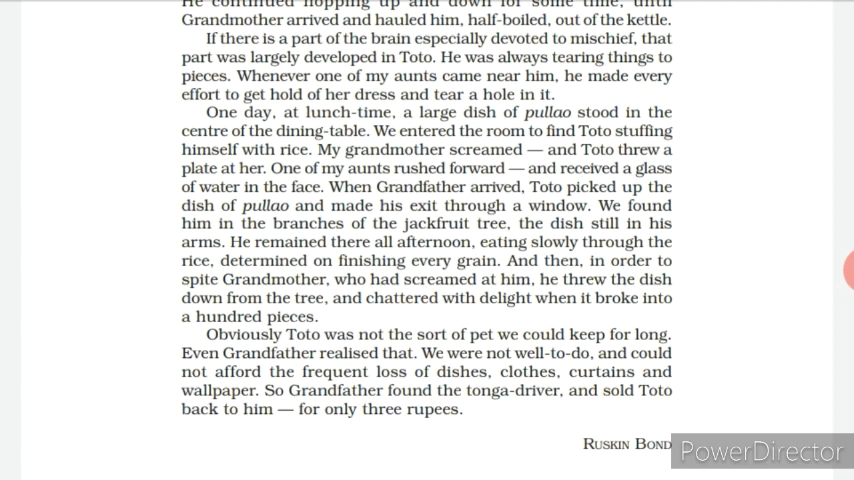 He continued hopping up and down for some time, until
Grandmother arrived and hauled him, half-boiled, out of the kettle.
If there is a part of the brain especially devoted to mischief, that
part was largely developed in Toto. He was always tearing things to
pieces. Whenever one of my aunts came near him, he made every
effort to get hold of her dress and tear a hole in it.
One day, at lunch-time, a large dish of pullao stood in the
centre of the dining-table. We entered the room to find Toto stuffing
himself with rice. My grandmother screamed — and Toto threw a
plate at her. One of my aunts rushed forward — and received a glass
of water in the face. When Grandfather arrived, Toto picked up the
dish of pullao and made his exit through a window. We found
him in the branches of the jackfruit tree, the dish still in his
arms. He remained there all afternoon, eating slowly through the
rice, determined on finishing every grain. And then, in order to
spite Grandmother, who had screamed at him, he threw the dish
down from the tree, and chattered with delight when it broke into
a hundred pieces.
Obviously Toto was not the sort of pet we could keep for long.
Even Grandfather realised that. We were not well-to-do, and could
not afford the frequent loss of dishes, clothes, curtains and
wallpaper. So Grandfather found the tonga-driver, and sold Toto
back to him — for only three rupees.
RUSKIN BOND
PowerDirector